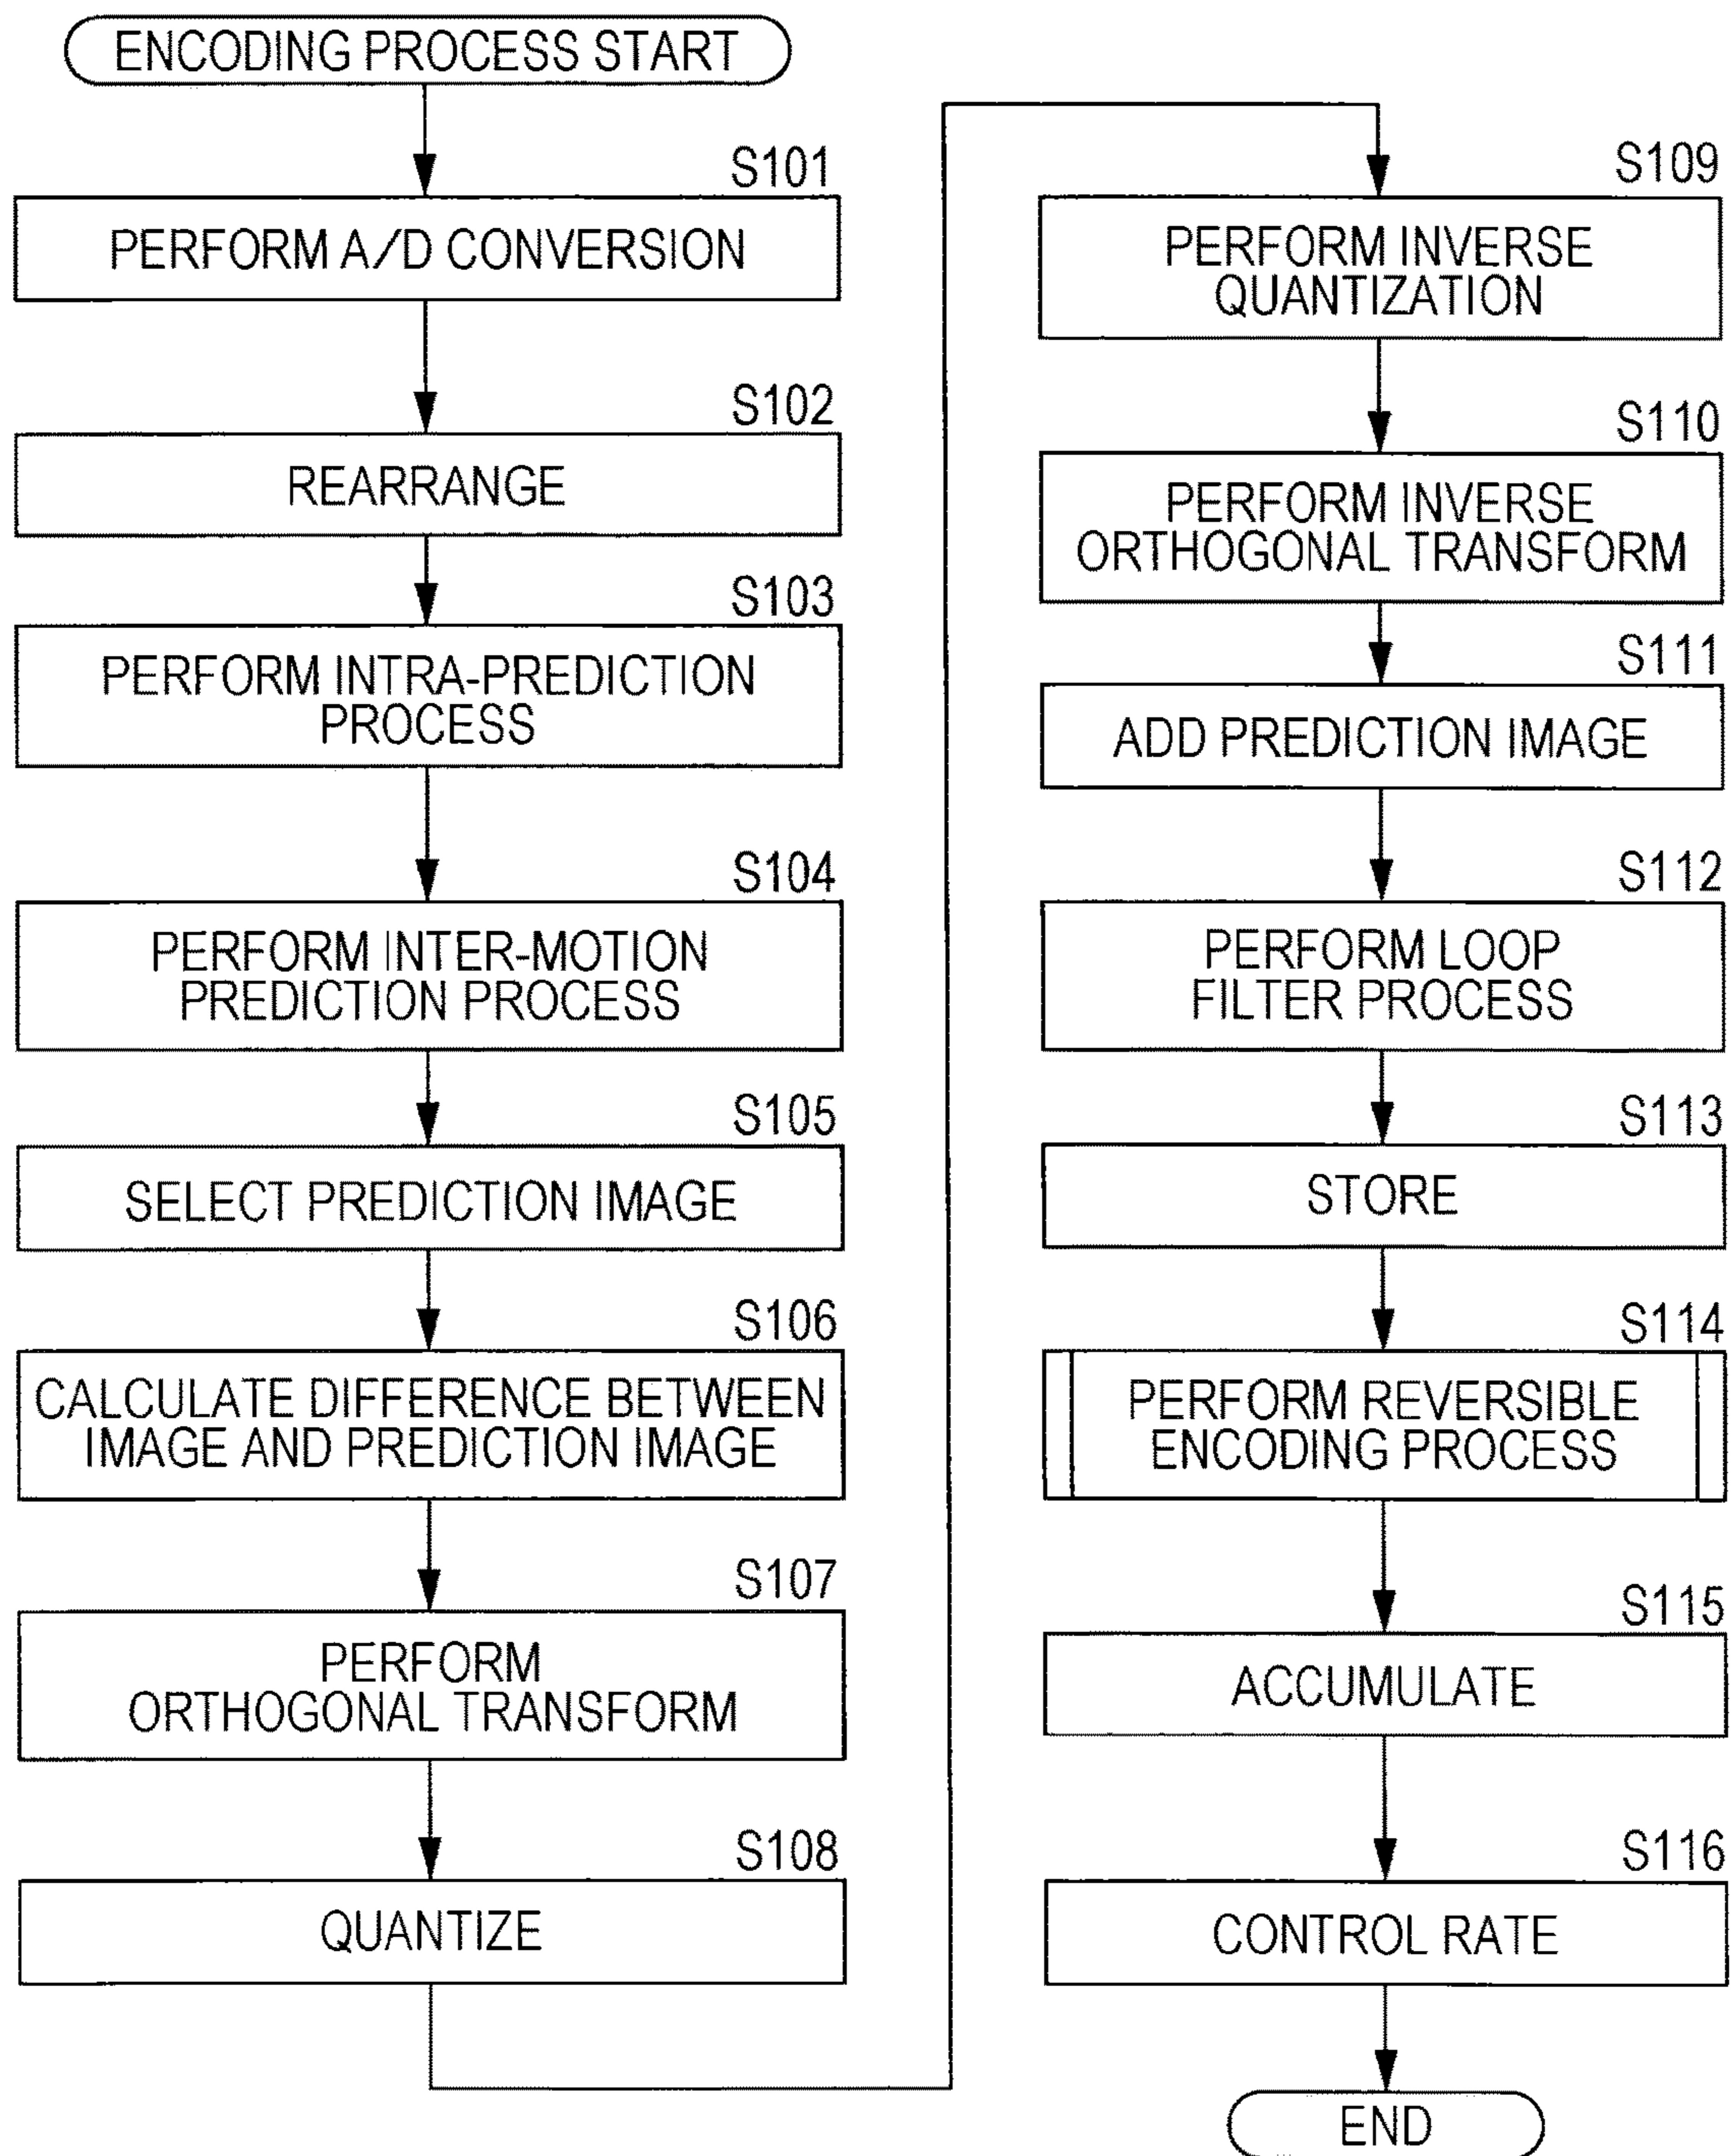 ENCODING PROCESS START
S101
PERFORM A/D CONVERSION
S102
REARRANGE
S103
PERFORM INTRA-PREDICTION
PROCESS
S104
PERFORM INTER-MOTION
PREDICTION PROCESS
S105
SELECT PREDICTION IMAGE
S106
CALCULATE DIFFERENCE BETWEEN
IMAGE AND PREDICTION IMAGE
S107
PERFORM
ORTHOGONAL TRANSFORM
S108
QUANTIZE
S109
PERFORM INVERSE
QUANTIZATION
S110
PERFORM INVERSE
ORTHOGONAL TRANSFORM
S111
ADD PREDICTION IMAGE
S112
PERFORM LOOP
FILTER PROCESS
S113
STORE
S114
PERFORM REVERSIBLE
ENCODING PROCESS
S115
ACCUMULATE
S116
CONTROL RATE
END